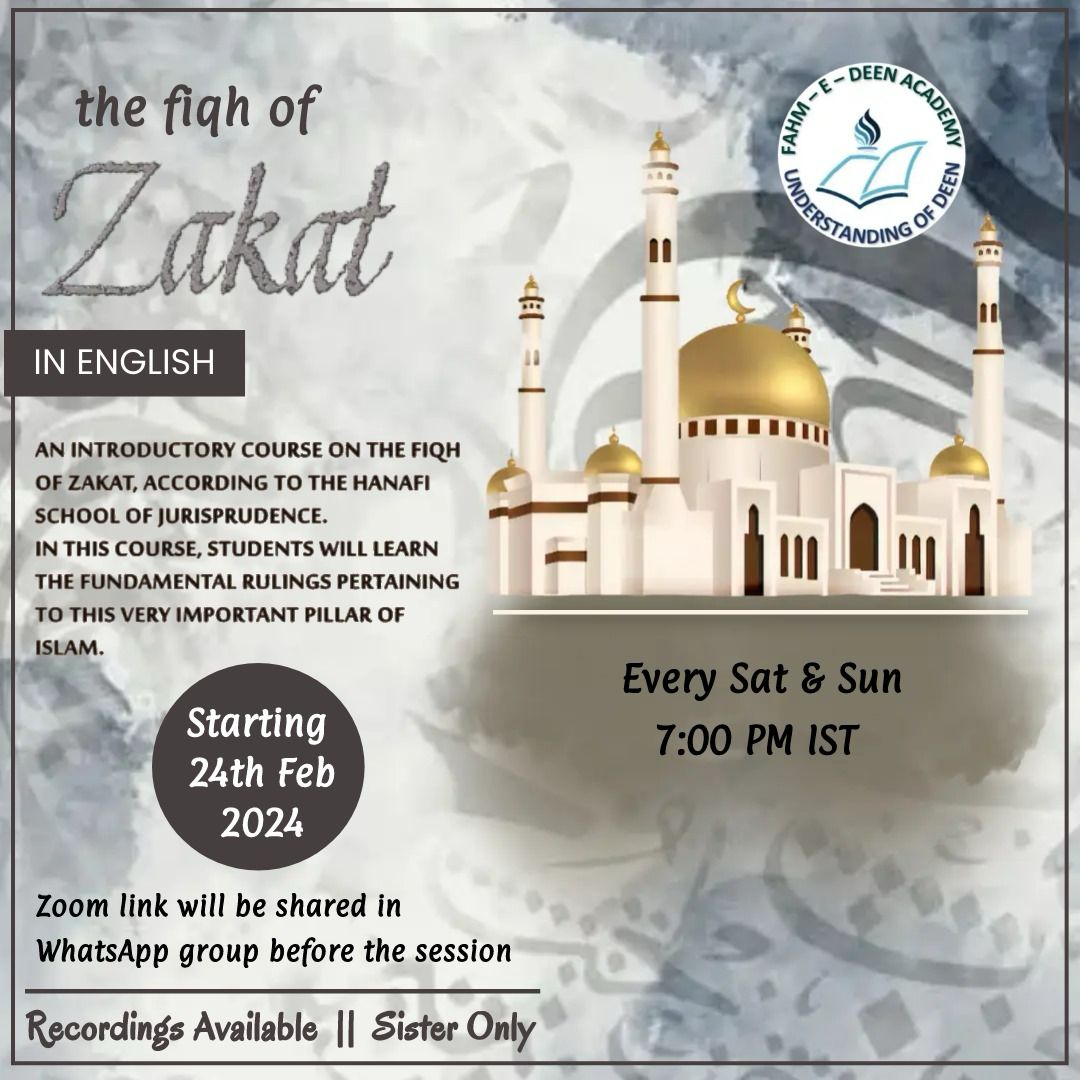 the fiqh of
Zakat
FAHM – E – DEEN ACADEMY
UNDERSTANDING OF DEEN
IN ENGLISH
AN INTRODUCTORY COURSE ON THE FIQH
OF ZAKAT, ACCORDING TO THE HANAFI
SCHOOL OF JURISPRUDENCE.
IN THIS COURSE, STUDENTS WILL LEARN
THE FUNDAMENTAL RULINGS PERTAINING
TO THIS VERY IMPORTANT PILLAR OF
ISLAM.
Every Sat & Sun
7:00 PM IST
Starting
24th Feb
2024
Zoom link will be shared in
WhatsApp group before the session
Recordings Available || Sister Only